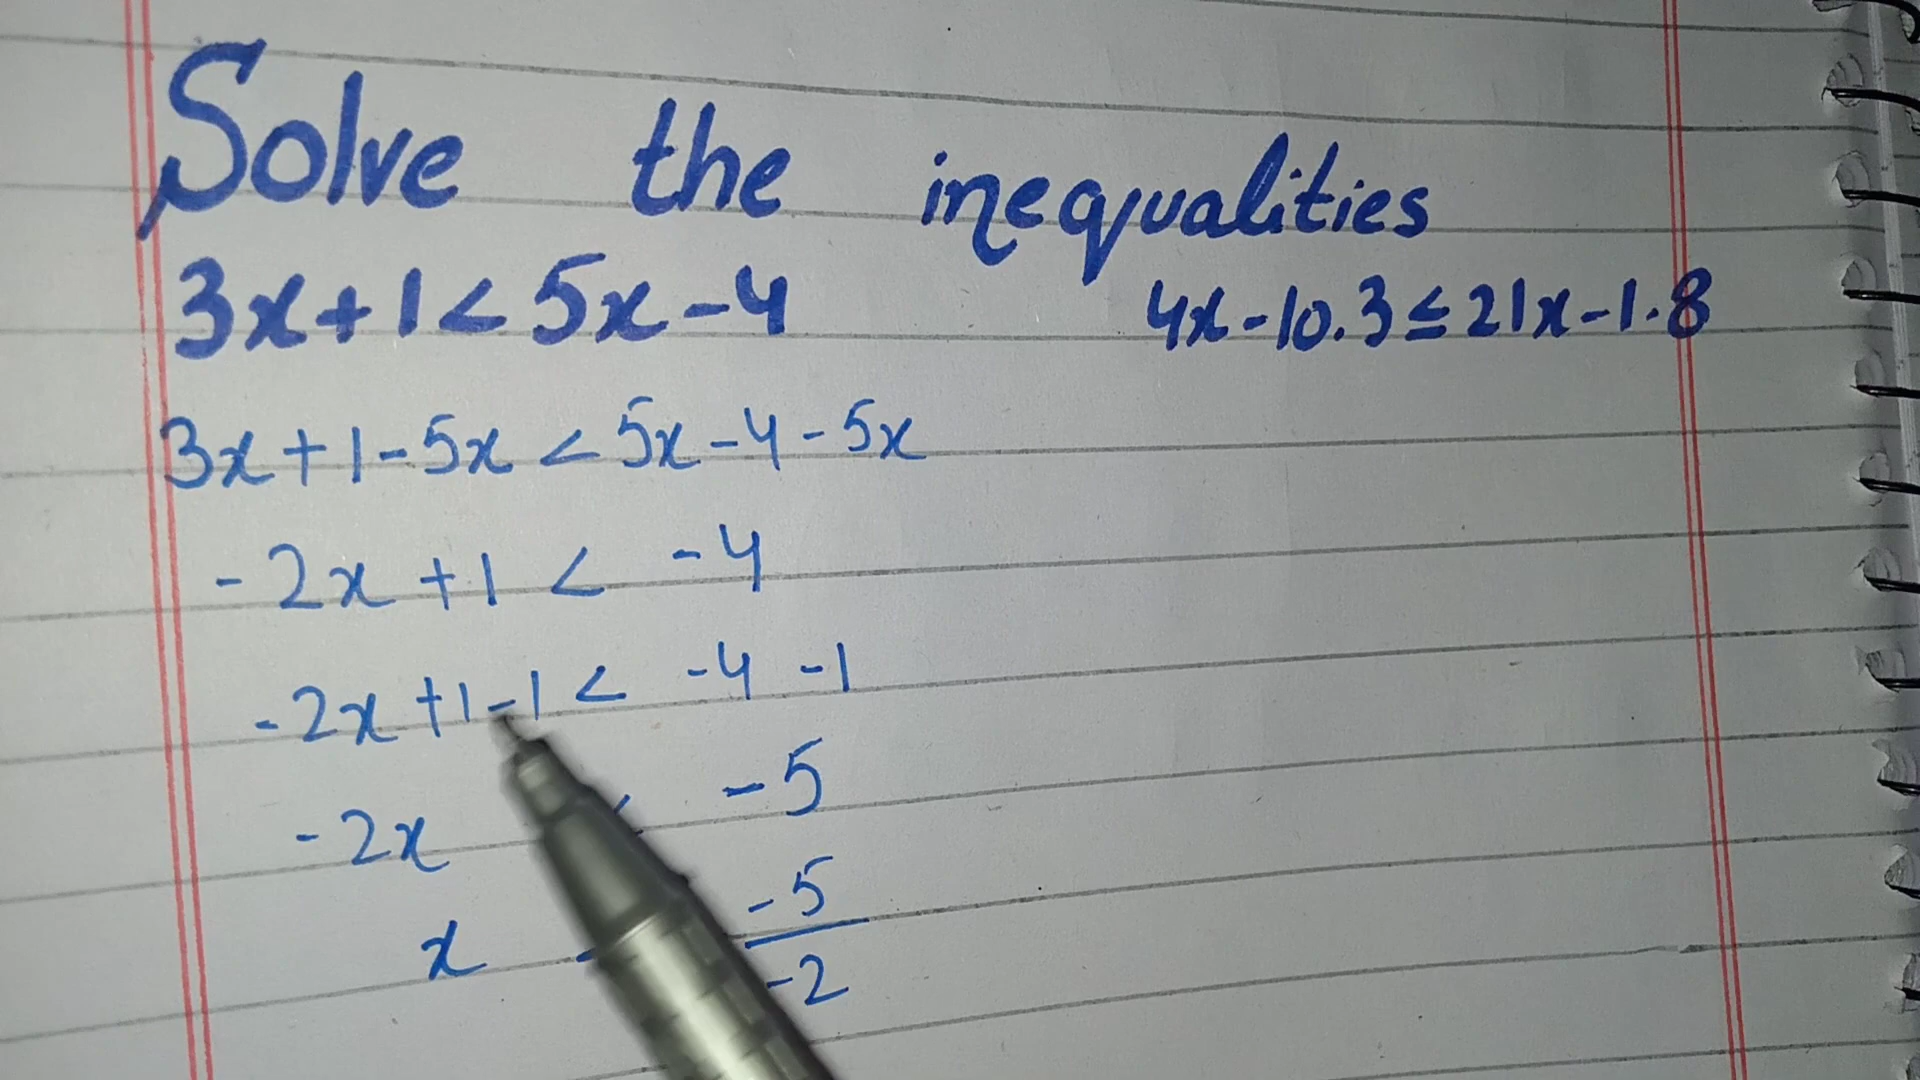 Solve the inequalities
3x+1<5x-4
4x-10.3≤21x-1.8
3x+1-5x<5x-4-5x
-2x+1< -4
-2x+1-1< -4 -1
-2x < -5
x -5/-2